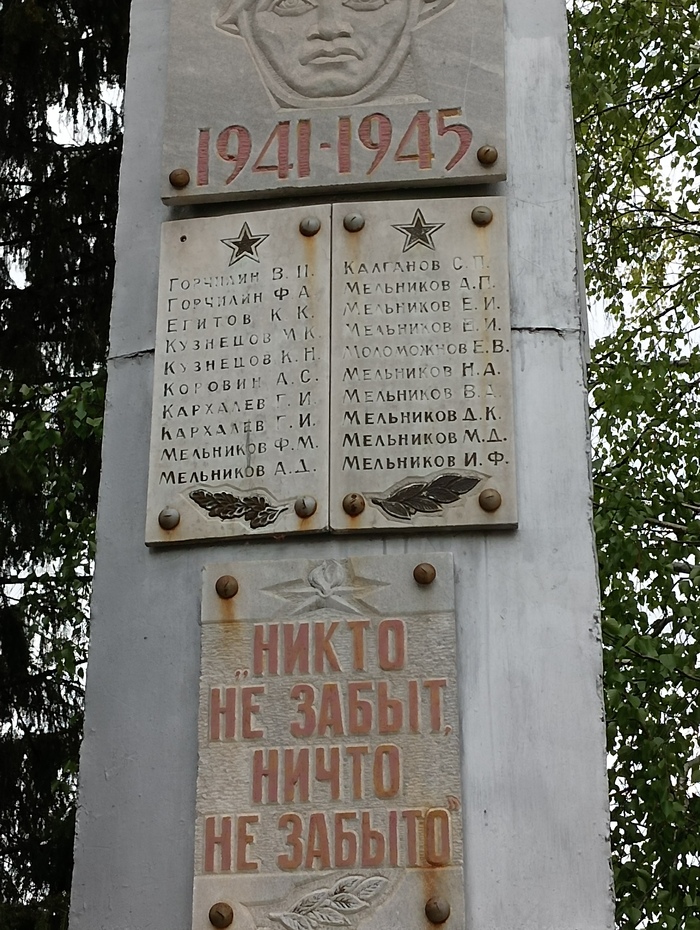 1941-1945
Горчилин В. П.
Горчилин Ф А
Егитов К К.
Кузнецов М К
Кузнецов К. Н
Коровин А. С.
Кархалев Г. И
Кархалев Г. И
Мельников Ф. М.
Мельников А. Д.
Калганов С. П.
Мельников А. П.
Мельников Е. И.
Мельников Е. И.
Моломожнов Е. В.
Мельников Н. А.
Мельников В. А.
Мельников Д. К.
Мельников М. Д.
Мельников И. Ф.
„НИКТО
НЕ ЗАБЫТ,
НИЧТО
НЕ ЗАБЫТО”